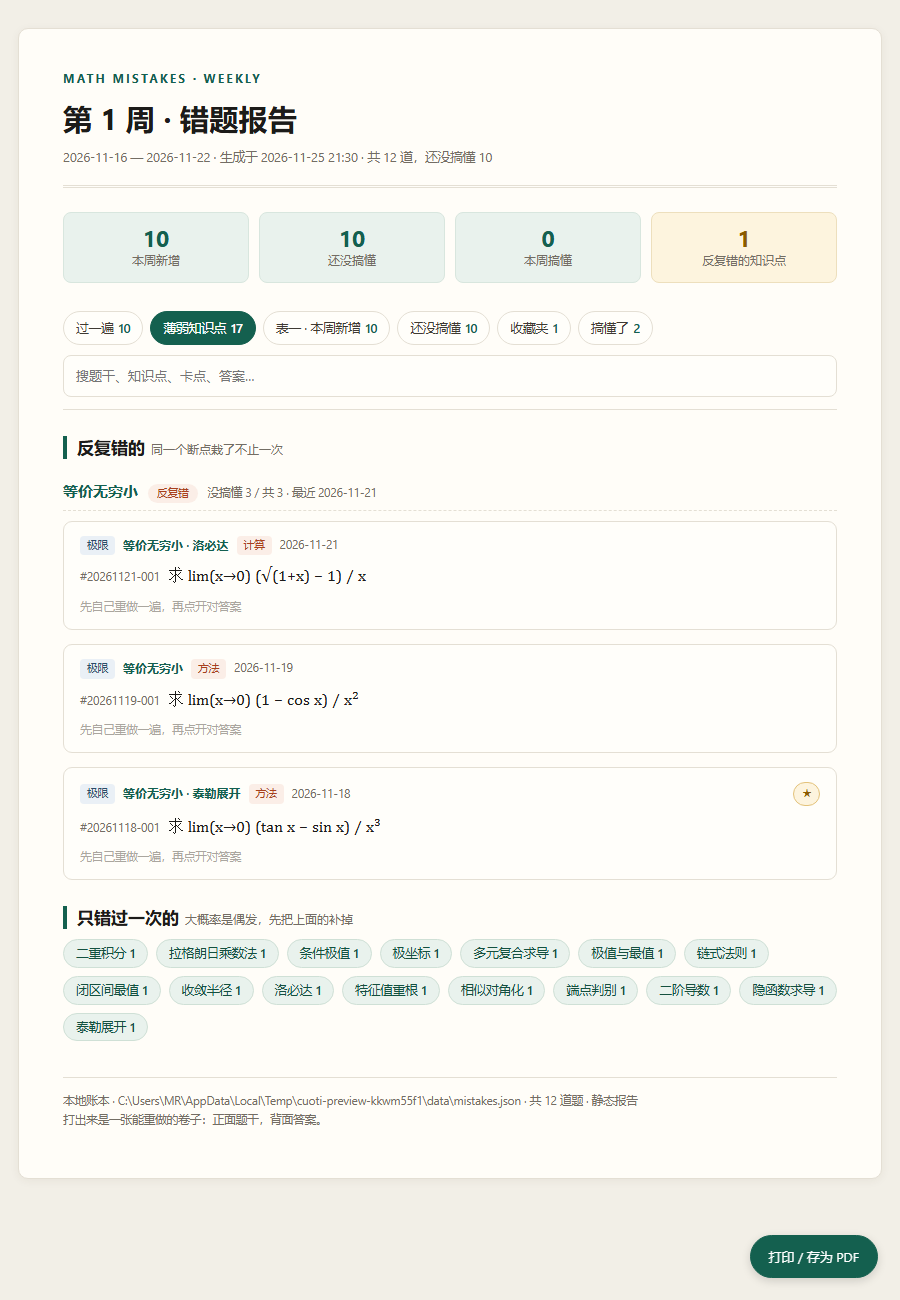 MATH MISTAKES · WEEKLY
第 1 周 · 错题报告
2026-11-16 — 2026-11-22 · 生成于 2026-11-25 21:30 · 共 12 道，还没搞懂 10
10
本周新增
10
还没搞懂
0
本周搞懂
1
反复错的知识点
过一遍 10 薄弱知识点 17 表一 · 本周新增 10 还没搞懂 10 收藏夹 1 搞懂了 2
搜题干、知识点、卡点、答案...
反复错的 同一个断点栽了不止一次
等价无穷小 反复错 没搞懂 3 / 共 3 · 最近 2026-11-21
极限 等价无穷小 · 洛必达 计算 2026-11-21
#20261121-001 求 lim(x→0) (√(1+x) − 1) / x
先自己重做一遍，再点开对答案
极限 等价无穷小 方法 2026-11-19
#20261119-001 求 lim(x→0) (1 − cos x) / x²
先自己重做一遍，再点开对答案
极限 等价无穷小 · 泰勒展开 方法 2026-11-18 ★
#20261118-001 求 lim(x→0) (tan x − sin x) / x³
先自己重做一遍，再点开对答案
只错过一次的 大概率是偶发，先把上面的补掉
二重积分 1 拉格朗日乘数法 1 条件极值 1 极坐标 1 多元复合求导 1 极值与最值 1 链式法则 1
闭区间最值 1 收敛半径 1 洛必达 1 特征值重根 1 相似对角化 1 端点判别 1 二阶导数 1 隐函数求导 1
泰勒展开 1
本地账本 · C:\Users\MR\AppData\Local\Temp\cuoti-preview-kkwm55f1\data\mistakes.json · 共 12 道题 · 静态报告
打出来是一张能重做的卷子：正面题干，背面答案。
打印 / 存为 PDF